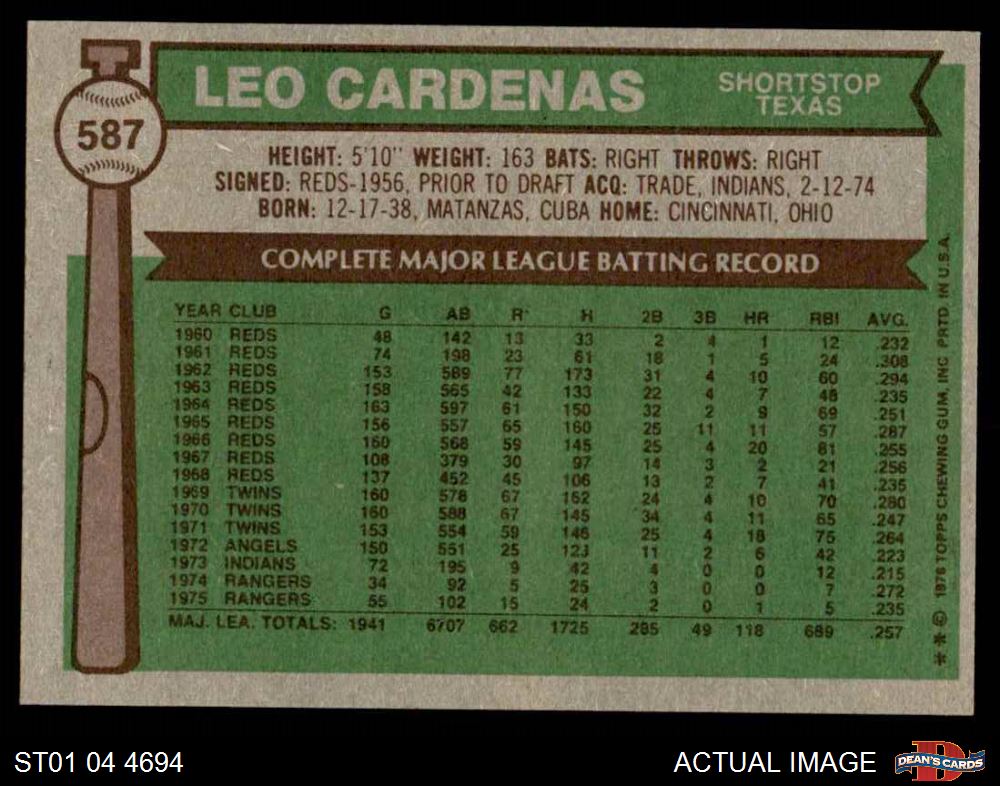 587
LEO CARDENAS SHORTSTOP TEXAS
HEIGHT: 5'10" WEIGHT: 163 BATS: RIGHT THROWS: RIGHT
SIGNED: REDS-1956, PRIOR TO DRAFT ACQ: TRADE, INDIANS, 2-12-74
BORN: 12-17-38, MATANZAS, CUBA HOME: CINCINNATI, OHIO
COMPLETE MAJOR LEAGUE BATTING RECORD
YEAR CLUB G AB R H 2B 3B HR RBI AVG.
1960 REDS 48 142 13 33 2 4 1 12 .232
1961 REDS 74 198 23 61 18 1 5 24 .308
1962 REDS 153 589 77 173 31 4 10 60 .294
1963 REDS 158 565 42 133 22 4 7 48 .235
1964 REDS 163 597 61 150 32 2 9 69 .251
1965 REDS 156 557 65 160 25 11 11 57 .287
1966 REDS 160 568 59 145 25 4 20 81 .255
1967 REDS 108 379 30 97 14 3 2 21 .256
1968 REDS 137 452 45 106 13 2 7 41 .235
1969 TWINS 160 578 67 162 24 4 10 70 .280
1970 TWINS 160 588 67 145 34 4 11 65 .247
1971 TWINS 153 554 59 146 25 4 18 75 .264
1972 ANGELS 150 551 25 123 11 2 6 42 .223
1973 INDIANS 72 195 9 42 4 0 0 12 .215
1974 RANGERS 34 92 5 25 3 0 0 7 .272
1975 RANGERS 55 102 15 24 2 0 1 5 .235
MAJ. LEA. TOTALS: 1941 6707 662 1725 285 49 118 689 .257
* * © 1976 TOPPS CHEWING GUM, INC PRTD. IN U.S.A.
ST01 04 4694
ACTUAL IMAGE
D
DEAN'S CARDS